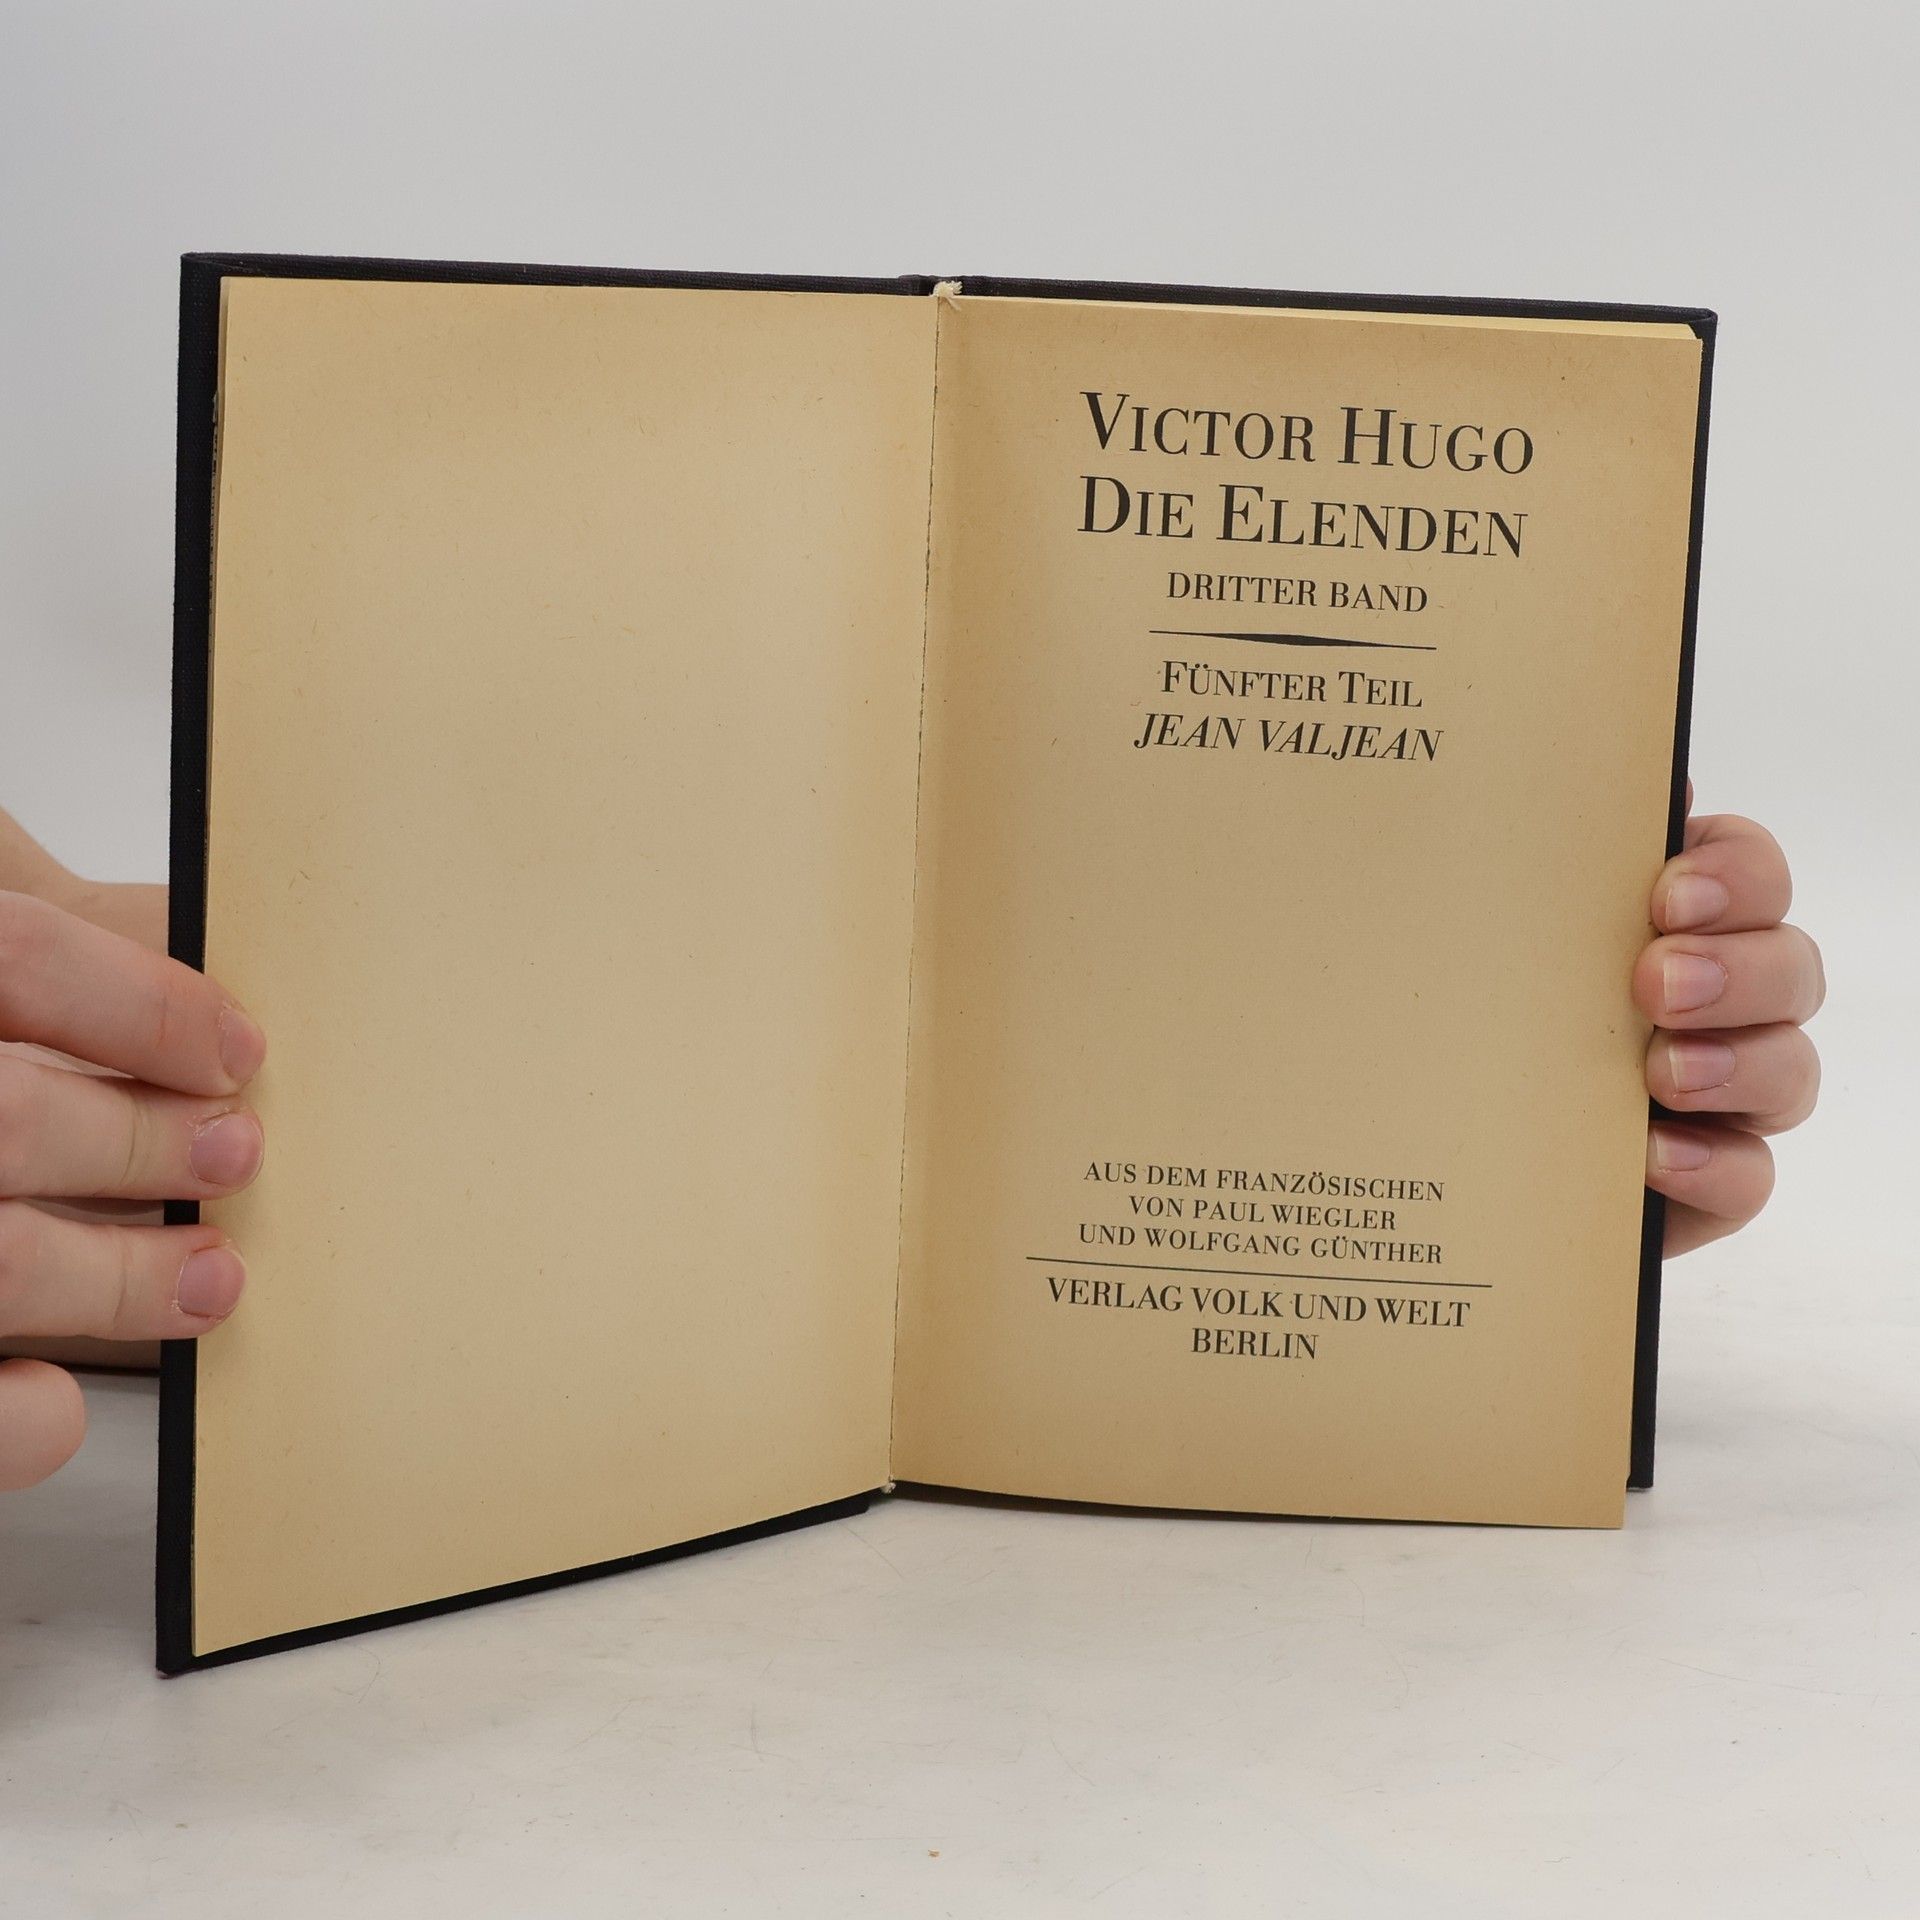 VICTOR HUGO
DIE ELENDEN
DRITTER BAND
FÜNFTER TEIL
JEAN VALJEAN
AUS DEM FRANZÖSISCHEN
VON PAUL WIEGLER
UND WOLFGANG GÜNTHER
VERLAG VOLK UND WELT
BERLIN